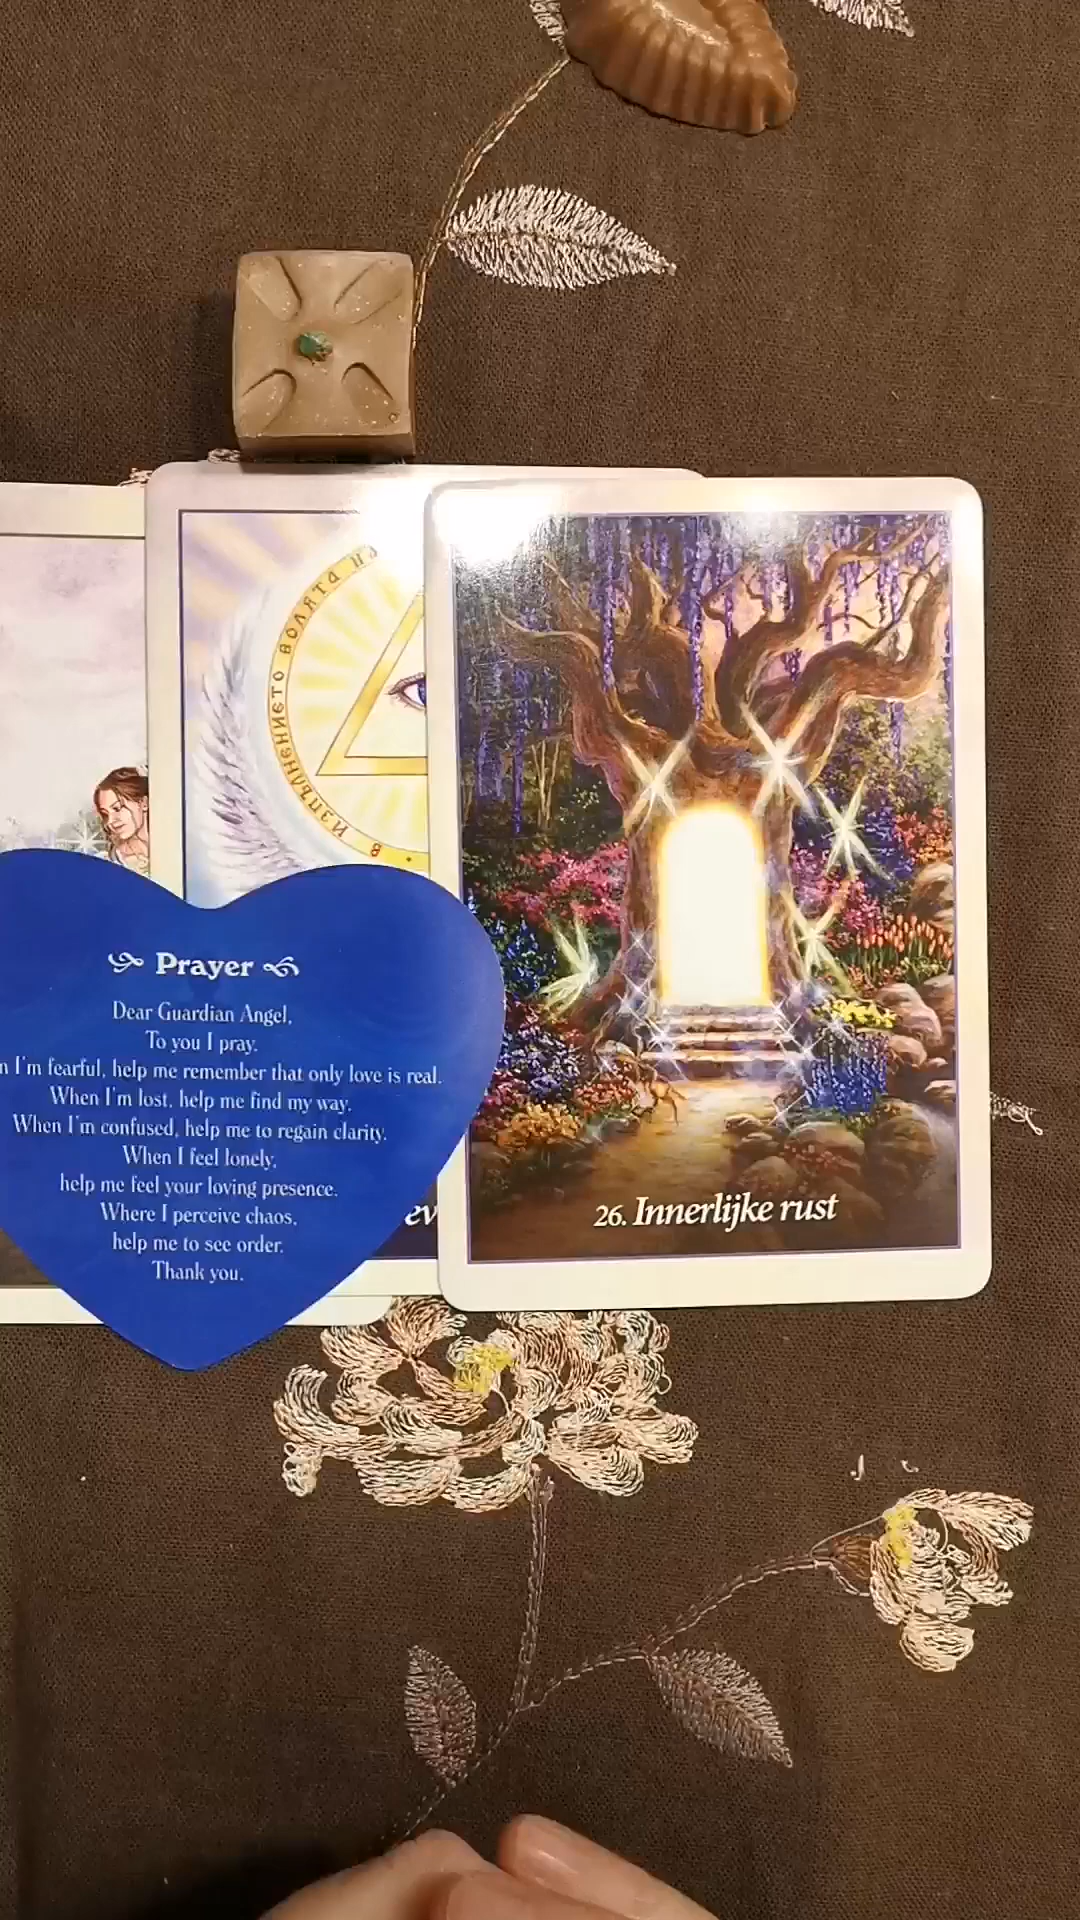 ИЗПЪЛНЕНИЕТО ВОЛЯТА
В
Prayer
Dear Guardian Angel,
To you I pray.
I'm fearful, help me remember that only love is real.
When I'm lost, help me find my way.
When I'm confused, help me to regain clarity.
When I feel lonely,
help me feel your loving presence.
Where I perceive chaos,
help me to see order.
Thank you.
26. Innerlijke rust